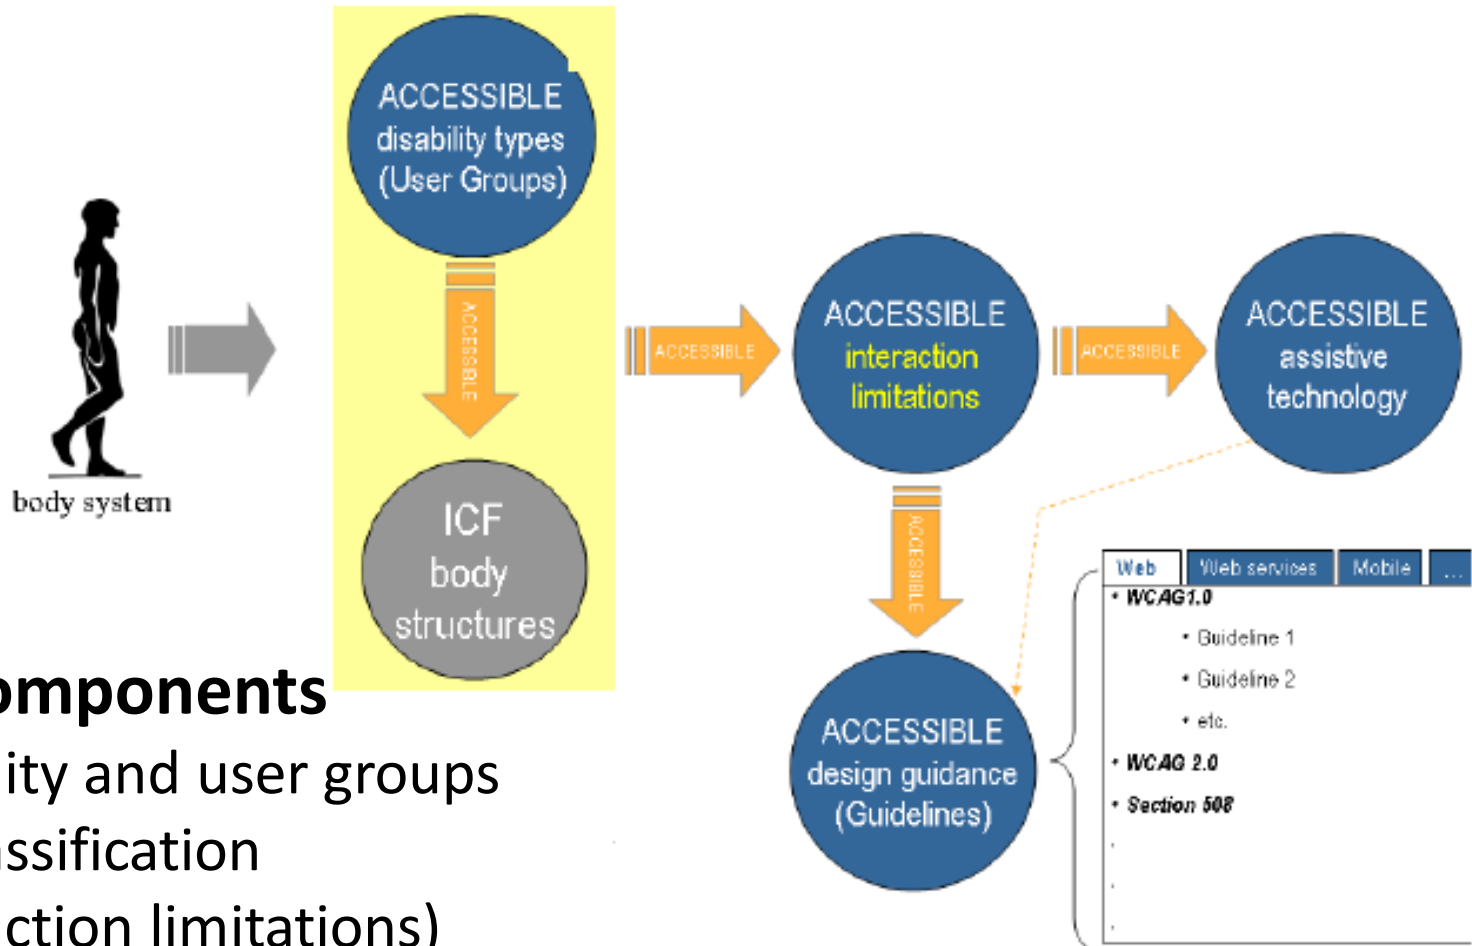 ACCESSIBLE
disability types
(User Groups)
ACCESSIBLE
ICF
body
structures
body system
ACCESSIBLE
ACCESSIBLE
interaction
limitations
ACCESSIBLE
ACCESSIBLE
assistive
technology
ACCESSIBLE
ACCESSIBLE
design guidance
(Guidelines)
Web
Web services
Mobile
...
• WCAG1.0
• Guideline 1
• Guideline 2
• etc.
• WCAG 2.0
• Section 508
.
.
.
omponents
ity and user groups
assification
ction limitations)